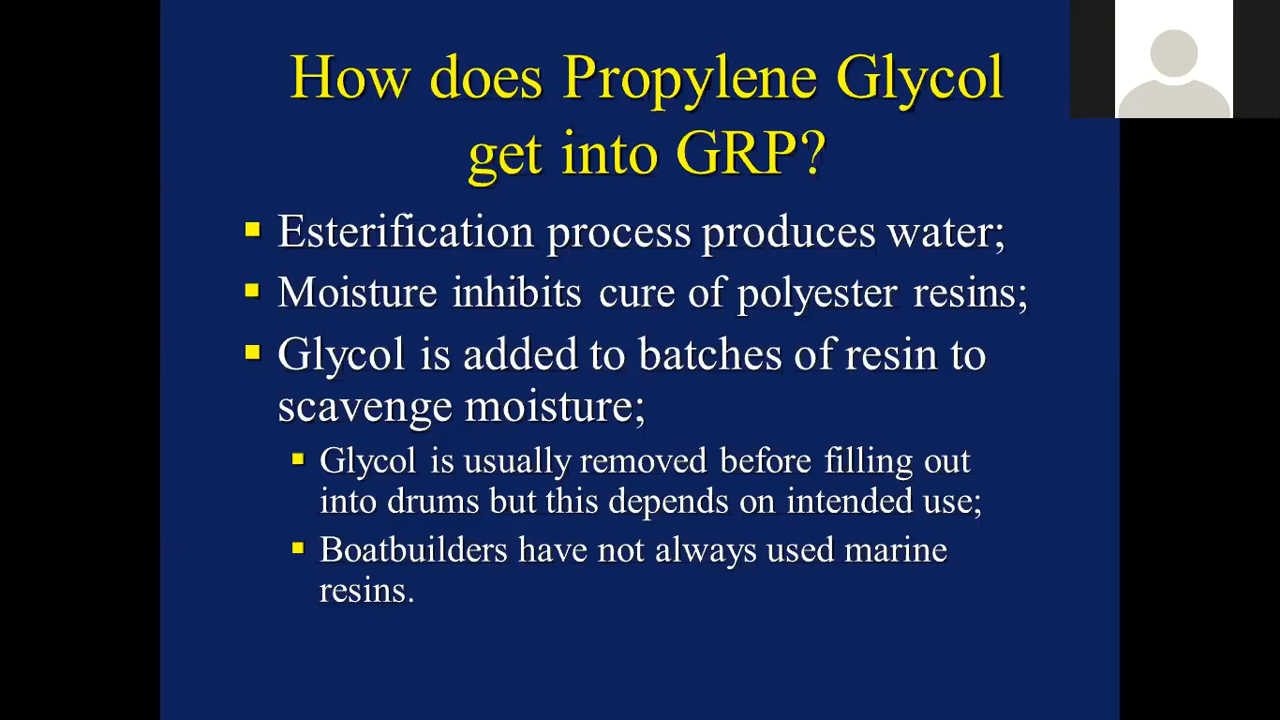 How does Propylene Glycol
get into GRP?
Esterification process produces water;
Moisture inhibits cure of polyester resins;
Glycol is added to batches of resin to
scavenge moisture;
Glycol is usually removed before filling out
into drums but this depends on intended use;
Boatbuilders have not always used marine
resins.